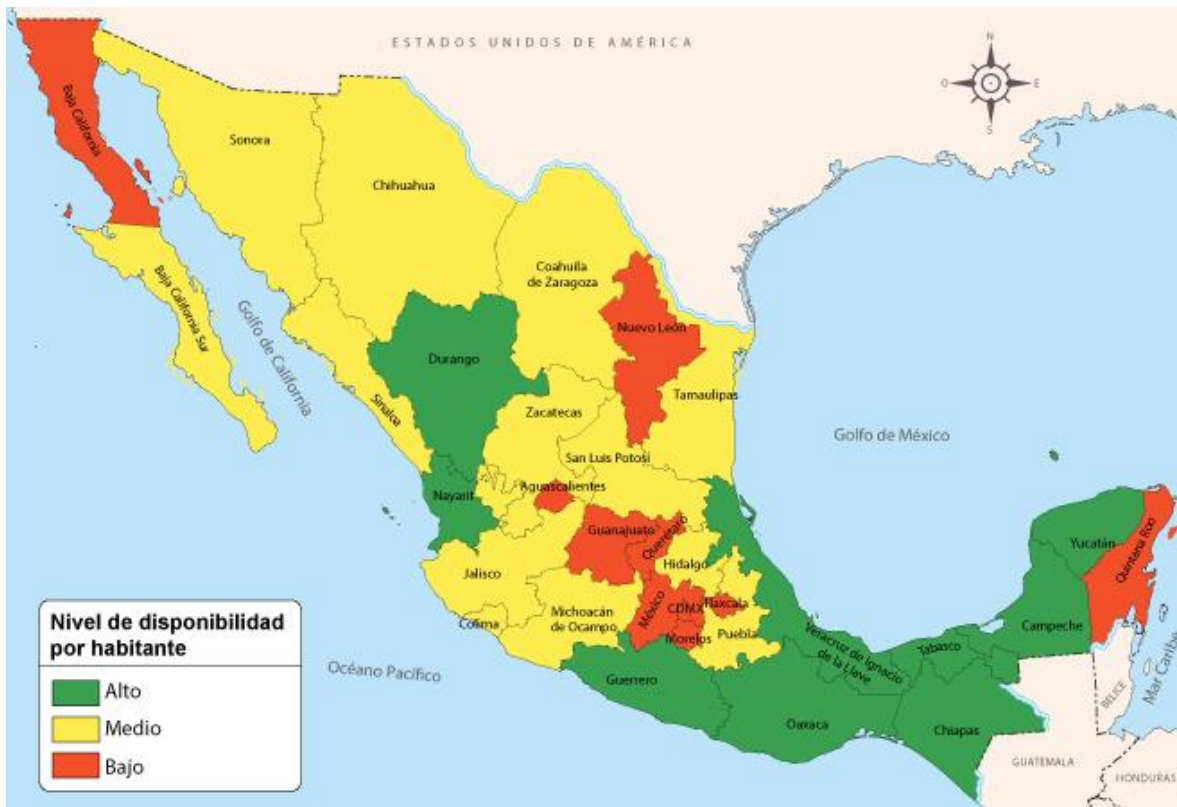 ESTADOS UNIDOS DE AMÉRICA
N
O
E
S
Baja California
Sonora
Chihuahua
Coahuila
de Zaragoza
Baja California Sur
Golfo de California
Nuevo León
Durango
Sinaloa
Tamaulipas
Zacatecas
Golfo de México
San Luis Potosí
Aguascalientes
Nayarit
Guanajuato
Querétaro
Yucatán
Quintana Roo
Hidalgo
Jalisco
México
CDMX
Tlaxcala
Michoacán
de Ocampo
Colima
Morelos
Puebla
Veracruz de Ignacio
de la Llave
Tabasco
Campeche
Océano Pacífico
Guerrero
Oaxaca
Chiapas
BELICE
Mar Caribe
GUATEMALA
HONDURAS
Nivel de disponibilidad
por habitante
Alto
Medio
Bajo